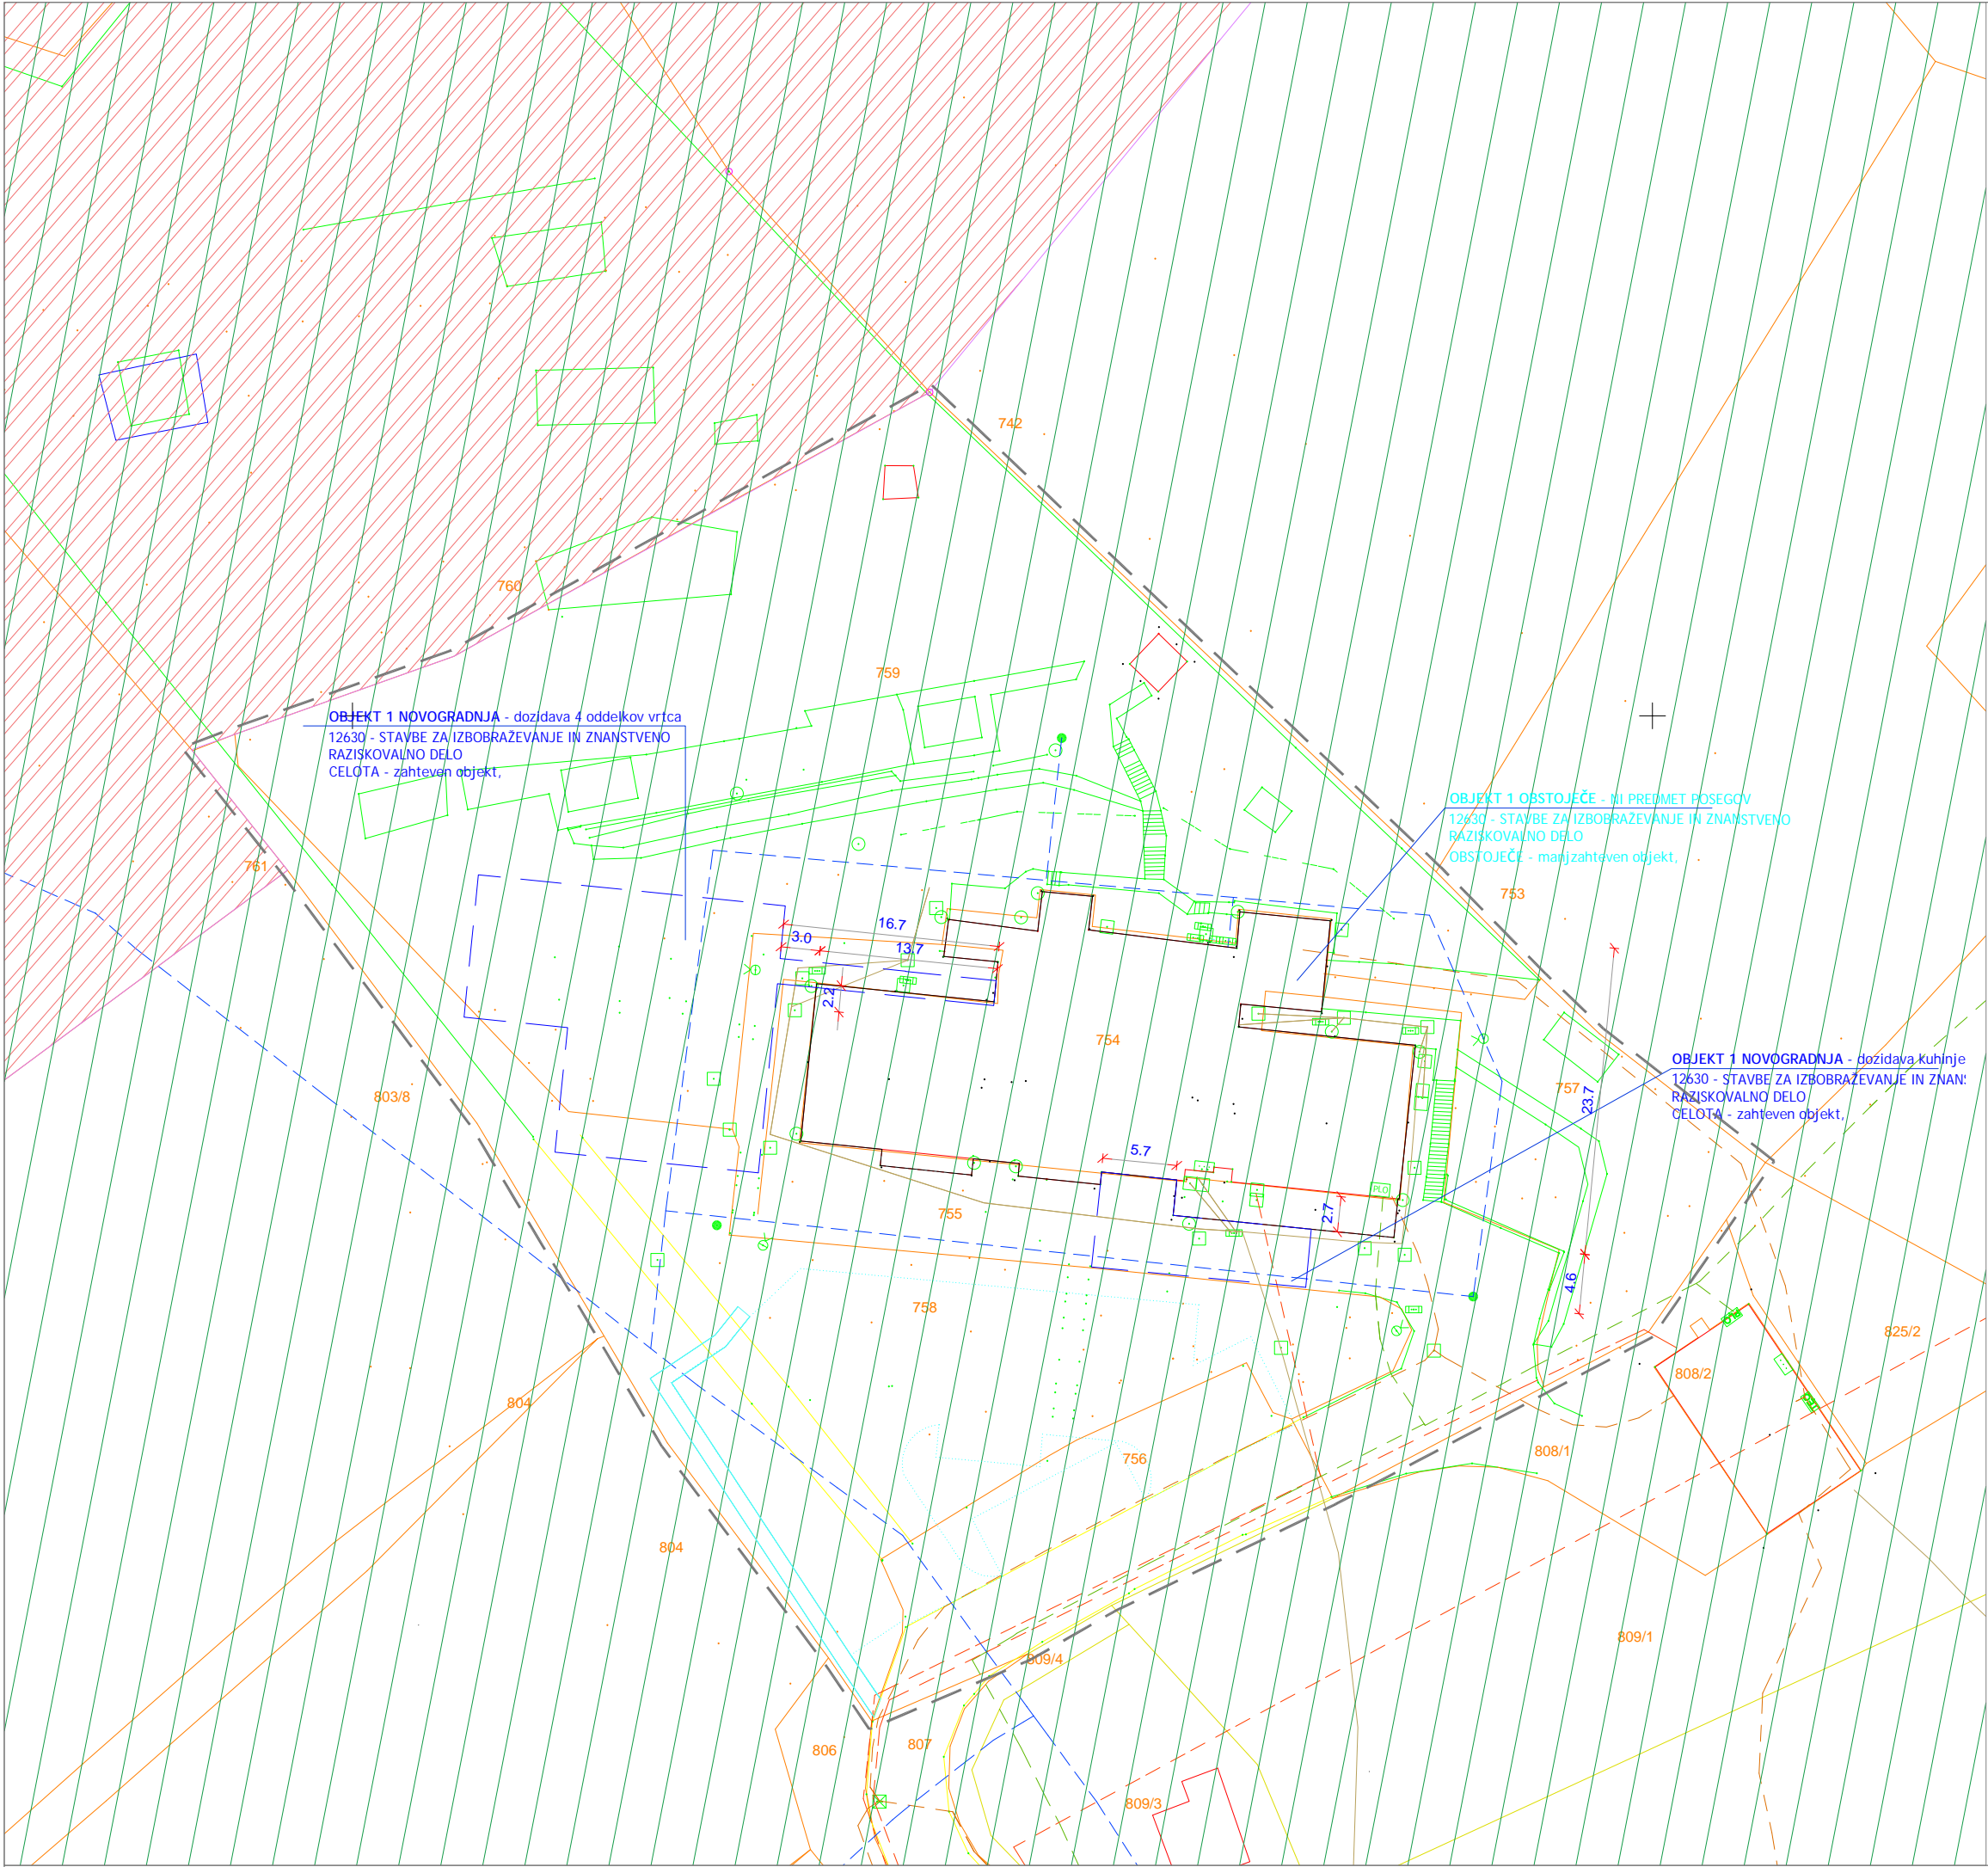 742
760
759
OBJEKT 1 NOVOGRADNJA - dozidava 4 oddelkov vrtca
12630 - STAVBE ZA IZBOBRAŽEVANJE IN ZNANSTVENO
RAZISKOVALNO DELO
CELOTA - zahteven objekt,
OBJEKT 1 OBSTOJEČE - NI PREDMET POSEGOV
12630 - STAVBE ZA IZBOBRAŽEVANJE IN ZNANSTVENO
RAZISKOVALNO DELO
OBSTOJEČE - manjzahteven objekt,
761
753
16.7
3.0
13.7
2.2
754
OBJEKT 1 NOVOGRADNJA - dozidava kuhinje
12630 - STAVBE ZA IZBOBRAŽEVANJE IN ZNAN
RAZISKOVALNO DELO
CELOTA - zahteven objekt,
757
23.7
803/8
5.7
PLO
2.7
755
4.6
758
825/2
808/2
804
756
808/1
804
809/1
809/4
806
807
809/3